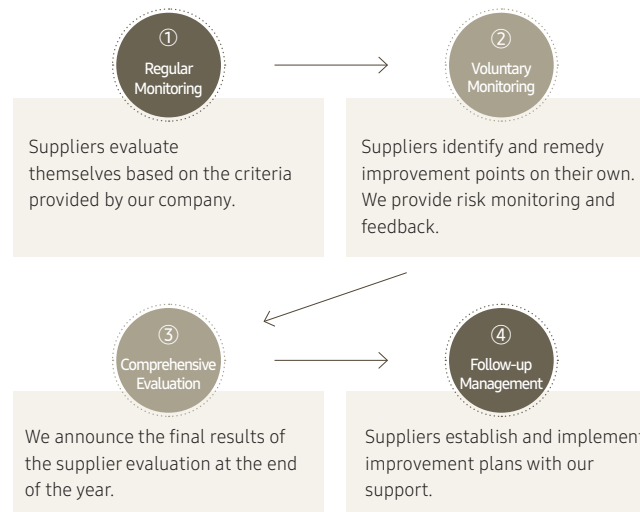 ①
Regular
Monitoring
Suppliers evaluate
themselves based on the criteria
provided by our company.
②
Voluntary
Monitoring
Suppliers identify and remedy
improvement points on their own.
We provide risk monitoring and
feedback.
③
Comprehensive
Evaluation
We announce the final results of
the supplier evaluation at the end
of the year.
④
Follow-up
Management
Suppliers establish and implement
improvement plans with our
support.